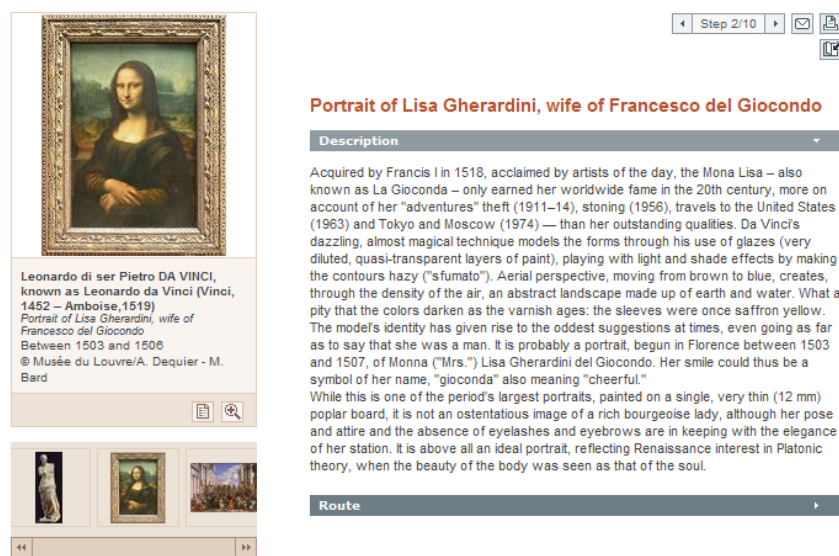 Step 2/10
Portrait of Lisa Gherardini, wife of Francesco del Giocondo
Description
Acquired by Francis I in 1518, acclaimed by artists of the day, the Mona Lisa – also
known as La Gioconda – only earned her worldwide fame in the 20th century, more on
account of her "adventures" theft (1911–14), stoning (1956), travels to the United States
(1963) and Tokyo and Moscow (1974) — than her outstanding qualities. Da Vinci's
dazzling, almost magical technique models the forms through his use of glazes (very
diluted, quasi-transparent layers of paint), playing with light and shade effects by making
the contours hazy ("sfumato"). Aerial perspective, moving from brown to blue, creates,
through the density of the air, an abstract landscape made up of earth and water. What a
pity that the colors darken as the varnish ages: the sleeves were once saffron yellow.
The model's identity has given rise to the oddest suggestions at times, even going as far
as to say that she was a man. It is probably a portrait, begun in Florence between 1503
and 1507, of Monna ("Mrs.") Lisa Gherardini del Giocondo. Her smile could thus be a
symbol of her name, "gioconda" also meaning "cheerful."
While this is one of the period's largest portraits, painted on a single, very thin (12 mm)
poplar board, it is not an ostentatious image of a rich bourgeoise lady, although her pose
and attire and the absence of eyelashes and eyebrows are in keeping with the elegance
of her station. It is above all an ideal portrait, reflecting Renaissance interest in Platonic
theory, when the beauty of the body was seen as that of the soul.
Route
Leonardo di ser Pietro DA VINCI,
known as Leonardo da Vinci (Vinci,
1452 – Amboise,1519)
Portrait of Lisa Gherardini, wife of
Francesco del Giocondo
Between 1503 and 1506
© Musée du Louvre/A. Dequier - M.
Bard